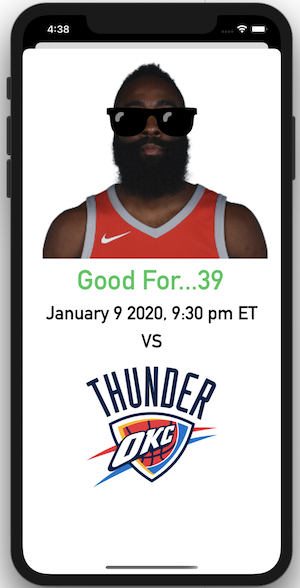 4:38
Good For...39
January 9 2020, 9:30 pm ET
VS
THUNDER
OKC